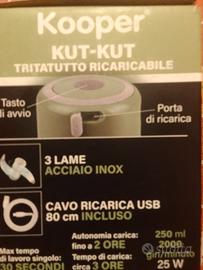 Kooper®
KUT-KUT
TRITATUTTO RICARICABILE
Tasto
di avvio
Porta
di ricarica
3 LAME
ACCIAIO INOX
CAVO RICARICA USB
80 cm INCLUSO
Max tempo
di lavoro singolo:
30 SECONDI
Autonomia carica:
fino a 2 ORE
Tempo di carica:
circa 3 ORE
250 ml
2000
giri/minuto
25 W